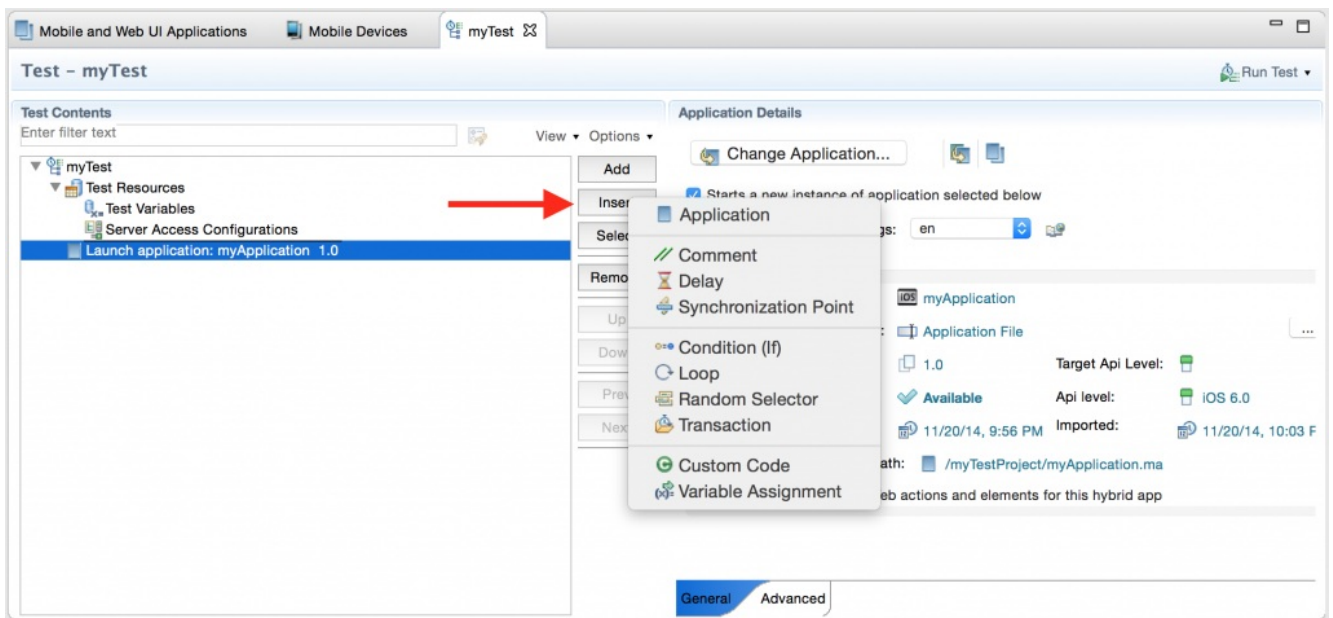 Mobile and Web UI Applications Mobile Devices myTest
Test – myTest Run Test
Test Contents
Enter filter text
View Options
myTest
Test Resources
Test Variables
Server Access Configurations
Launch application: myApplication 1.0
Add
Inser
Selec
Remo
Up
Dow
Prev
Nex
Application
Comment
Delay
Synchronization Point
Condition (If)
Loop
Random Selector
Transaction
Custom Code
Variable Assignment
Application Details
Change Application...
Starts a new instance of application selected below
gs: en
iOS myApplication
: Application File ...
1.0 Target Api Level:
Available Api level: iOS 6.0
11/20/14, 9:56 PM Imported: 11/20/14, 10:03 P
ath: /myTestProject/myApplication.ma
eb actions and elements for this hybrid app
General Advanced